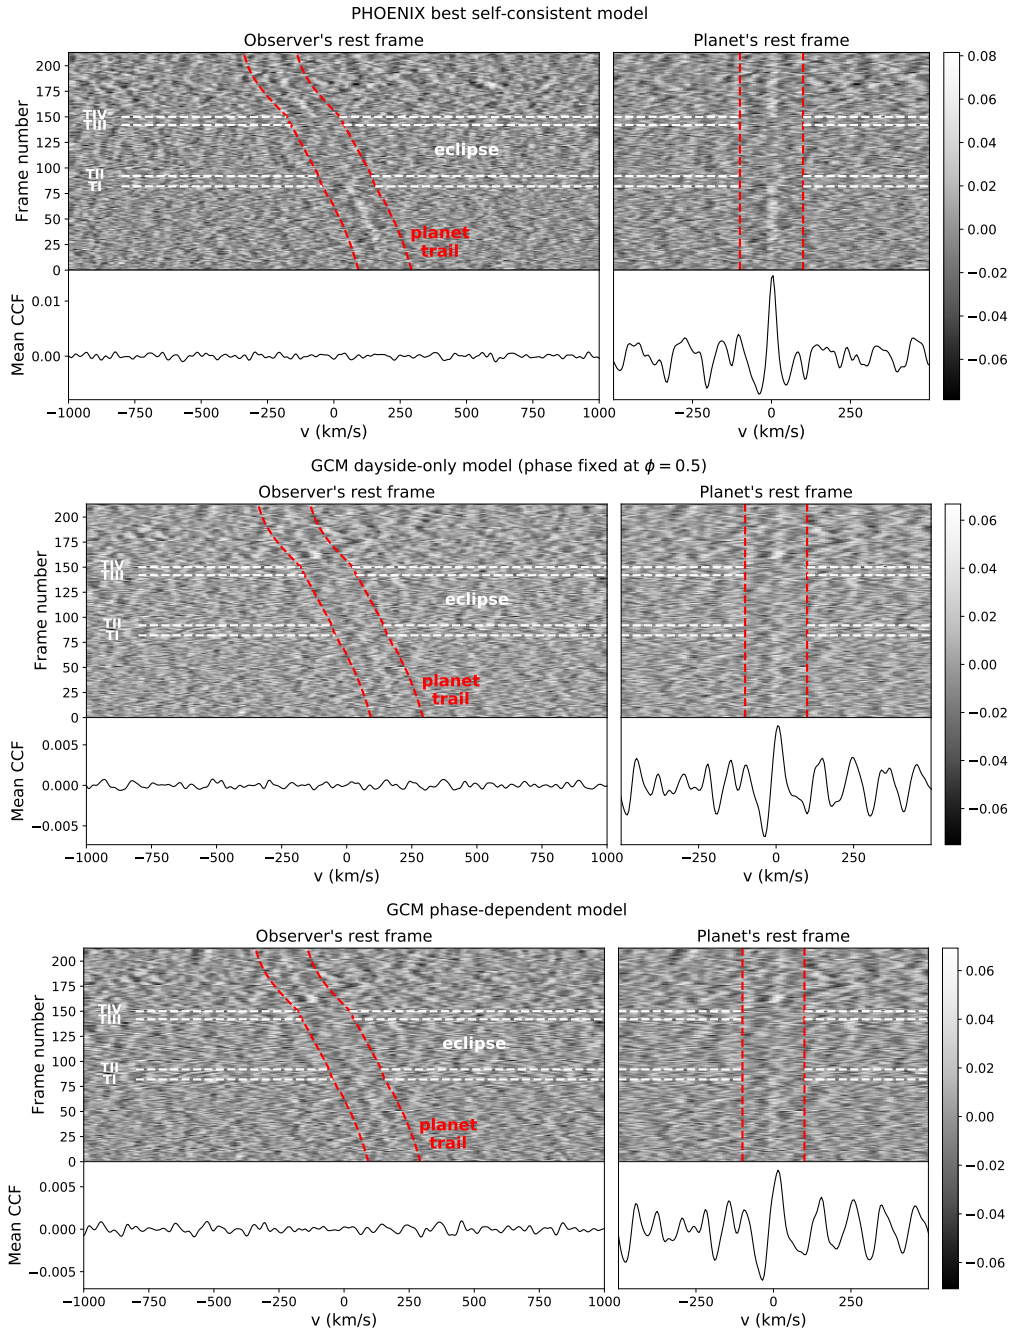 PHOENIX best self-consistent model
Observer's rest frame
Planet's rest frame
Frame number
200
175
150
125
100
75
50
25
0
TIV
TIII
TII
TI
eclipse
planet
trail
0.08
0.06
0.04
0.02
0.00
−0.02
−0.04
−0.06
Mean CCF
0.01
0.00
−1000 −750 −500 −250 0 250 500 750 1000
v (km/s)
−250 0 250
v (km/s)
GCM dayside-only model (phase fixed at ϕ = 0.5)
Observer's rest frame
Planet's rest frame
Frame number
200
175
150
125
100
75
50
25
0
TIV
TIII
TII
TI
eclipse
planet
trail
0.06
0.04
0.02
0.00
−0.02
−0.04
−0.06
Mean CCF
0.005
0.000
−0.005
−1000 −750 −500 −250 0 250 500 750 1000
v (km/s)
−250 0 250
v (km/s)
GCM phase-dependent model
Observer's rest frame
Planet's rest frame
Frame number
200
175
150
125
100
75
50
25
0
TIV
TIII
TII
TI
eclipse
planet
trail
0.06
0.04
0.02
0.00
−0.02
−0.04
−0.06
Mean CCF
0.005
0.000
−0.005
−1000 −750 −500 −250 0 250 500 750 1000
v (km/s)
−250 0 250
v (km/s)